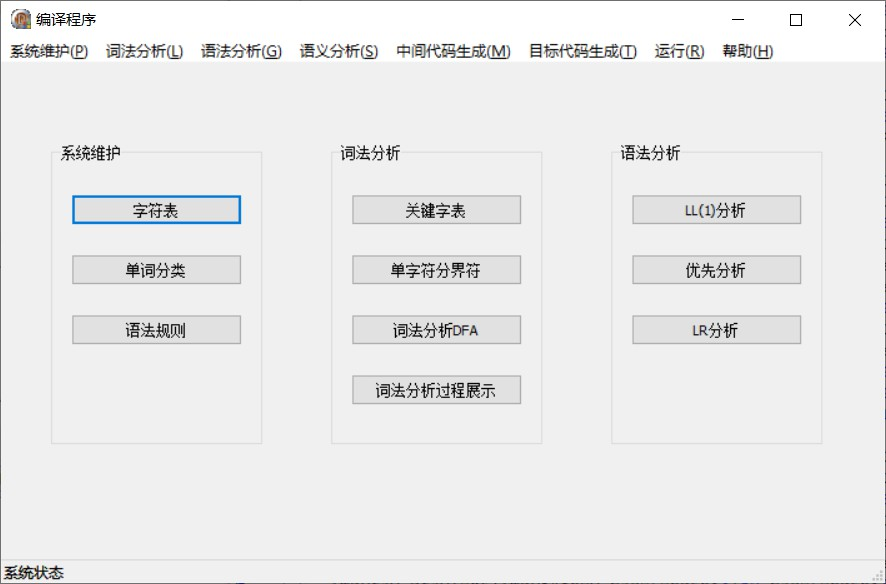 编译程序
系统维护(P) 词法分析(L) 语法分析(G) 语义分析(S) 中间代码生成(M) 目标代码生成(T) 运行(R) 帮助(H)
系统维护
字符表
单词分类
语法规则
词法分析
关键字表
单字符分界符
词法分析DFA
词法分析过程展示
语法分析
LL(1)分析
优先分析
LR分析
系统状态